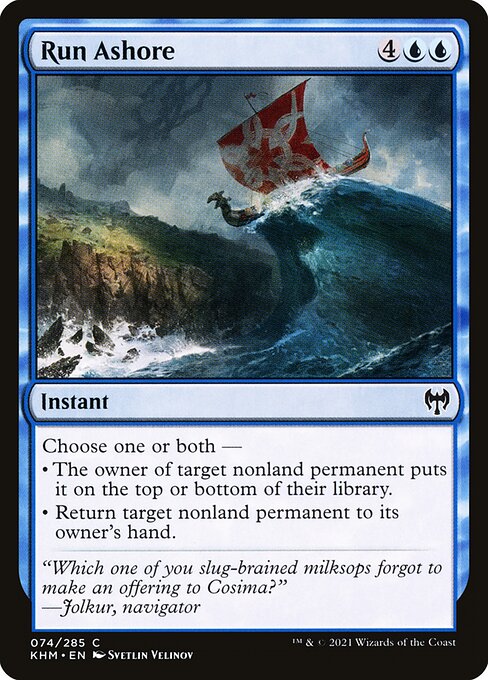 Run Ashore 4
Instant
Choose one or both —
• The owner of target nonland permanent puts
it on the top or bottom of their library.
• Return target nonland permanent to its
owner's hand.
“Which one of you slug-brained milksops forgot to
make an offering to Cosima?”
—Jolkur, navigator
074/285 C
KHM • EN Svetlin Velinov
™ & © 2021 Wizards of the Coast